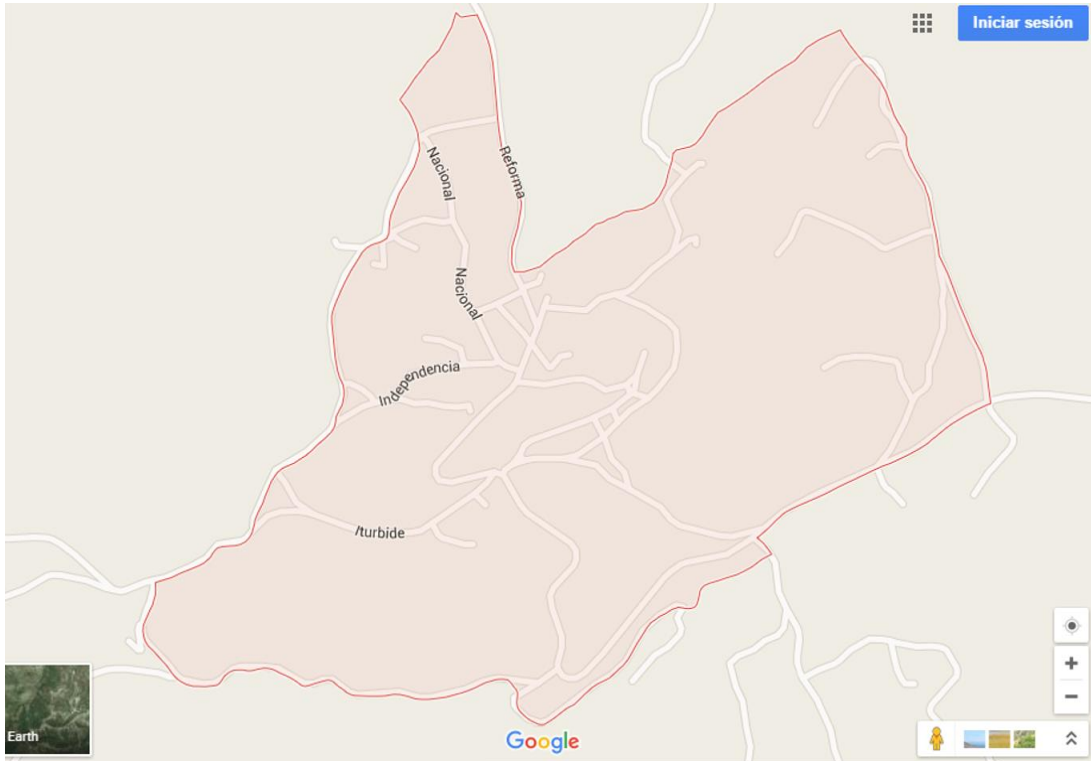 Iniciar sesión
Nacional
Reforma
Nacional
Independencia
Iturbide
Earth
Google